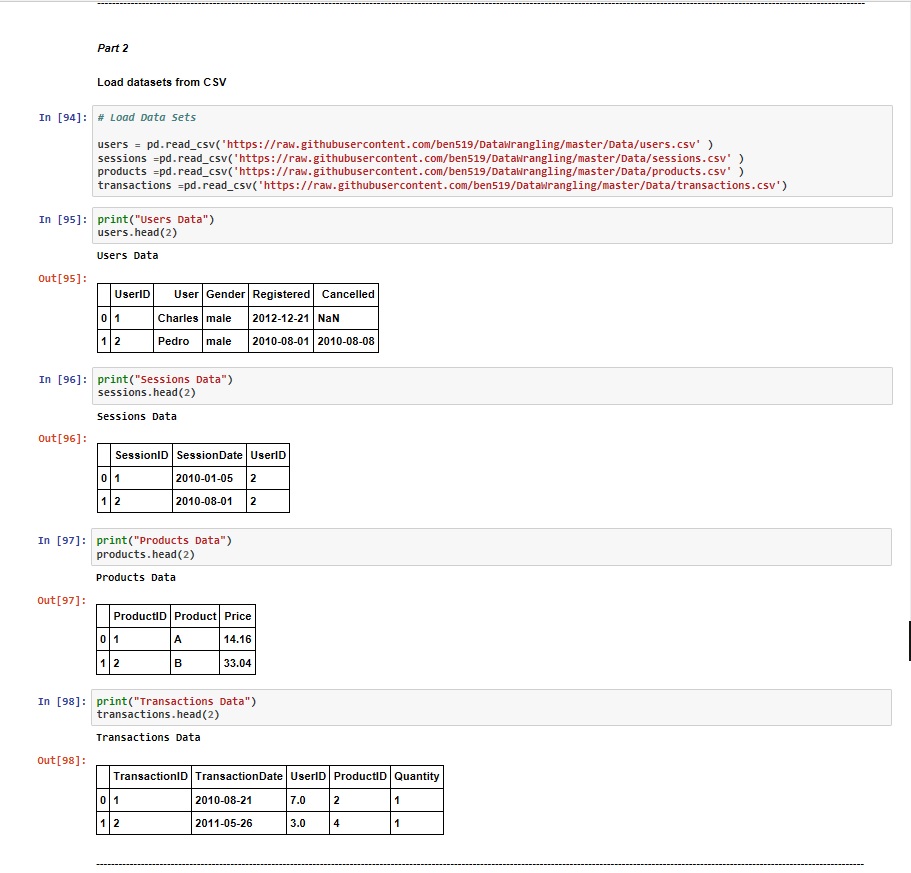 Part 2
Load datasets from CSV
In [94]: # Load Data Sets
users = pd.read_csv('https://raw.githubusercontent.com/ben519/DataWrangling/master/Data/users.csv' )
sessions =pd.read_csv('https://raw.githubusercontent.com/ben519/DataWrangling/master/Data/sessions.csv' )
products =pd.read_csv('https://raw.githubusercontent.com/ben519/DataWrangling/master/Data/products.csv' )
transactions =pd.read_csv('https://raw.githubusercontent.com/ben519/DataWrangling/master/Data/transactions.csv')
In [95]: print("Users Data")
users.head(2)
Users Data
Out[95]:
UserID User Gender Registered Cancelled
0 1 Charles male 2012-12-21 NaN
1 2 Pedro male 2010-08-01 2010-08-08
In [96]: print("Sessions Data")
sessions.head(2)
Sessions Data
Out[96]:
SessionID SessionDate UserID
0 1 2010-01-05 2
1 2 2010-08-01 2
In [97]: print("Products Data")
products.head(2)
Products Data
Out[97]:
ProductID Product Price
0 1 A 14.16
1 2 B 33.04
In [98]: print("Transactions Data")
transactions.head(2)
Transactions Data
Out[98]:
TransactionID TransactionDate UserID ProductID Quantity
0 1 2010-08-21 7.0 2 1
1 2 2011-05-26 3.0 4 1